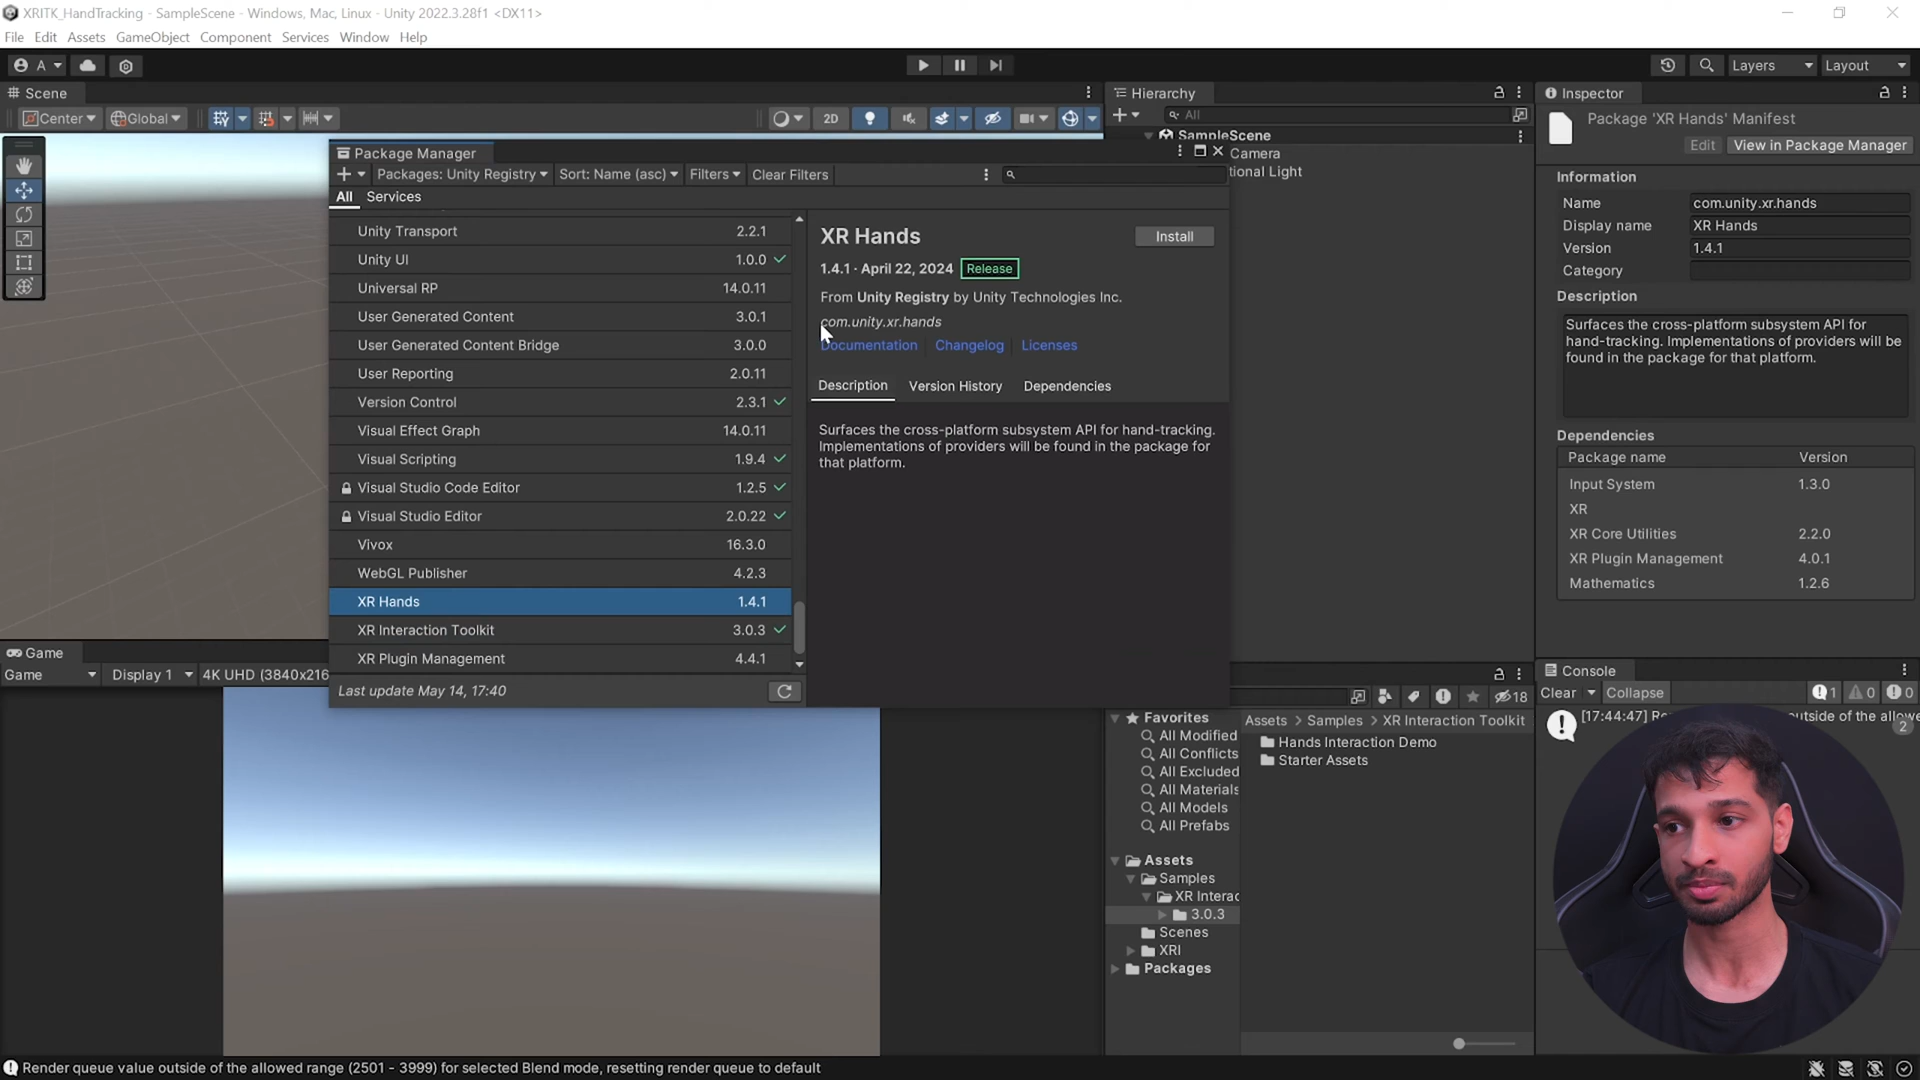 XRITK_HandTracking - SampleScene - Windows, Mac, Linux - Unity 2022.3.28f1 <DX11>
File Edit Assets GameObject Component Services Window Help
A Layers Layout
Scene
Center Global 2D
Package Manager
Packages: Unity Registry Sort: Name (asc) Filters Clear Filters
All Services
Unity Transport 2.2.1
Unity UI 1.0.0
Universal RP 14.0.11
User Generated Content 3.0.1
User Generated Content Bridge 3.0.0
User Reporting 2.0.11
Version Control 2.3.1
Visual Effect Graph 14.0.11
Visual Scripting 1.9.4
Visual Studio Code Editor 1.2.5
Visual Studio Editor 2.0.22
Vivox 16.3.0
WebGL Publisher 4.2.3
XR Hands 1.4.1
XR Interaction Toolkit 3.0.3
XR Plugin Management 4.4.1
Last update May 14, 17:40
XR Hands Install
1.4.1 · April 22, 2024 Release
From Unity Registry by Unity Technologies Inc.
com.unity.xr.hands
Documentation Changelog Licenses
Description Version History Dependencies
Surfaces the cross-platform subsystem API for hand-tracking.
Implementations of providers will be found in the package for
that platform.
Hierarchy
All
SampleScene
Camera
tional Light
Inspector
Package 'XR Hands' Manifest
Edit View in Package Manager
Information
Name com.unity.xr.hands
Display name XR Hands
Version 1.4.1
Category
Description
Surfaces the cross-platform subsystem API for
hand-tracking. Implementations of providers will be
found in the package for that platform.
Dependencies
Package name Version
Input System 1.3.0
XR
XR Core Utilities 2.2.0
XR Plugin Management 4.0.1
Mathematics 1.2.6
Game
Game Display 1 4K UHD (3840x216
18
Favorites
All Modified
All Conflicts
All Excluded
All Materials
All Models
All Prefabs
Assets
Samples
XR Interac
3.0.3
Scenes
XRI
Packages
Assets > Samples > XR Interaction Toolkit
Hands Interaction Demo
Starter Assets
Console
Clear Collapse 1 0 0
[17:44:47] Re utside of the allowe
2
Render queue value outside of the allowed range (2501 - 3999) for selected Blend mode, resetting render queue to default